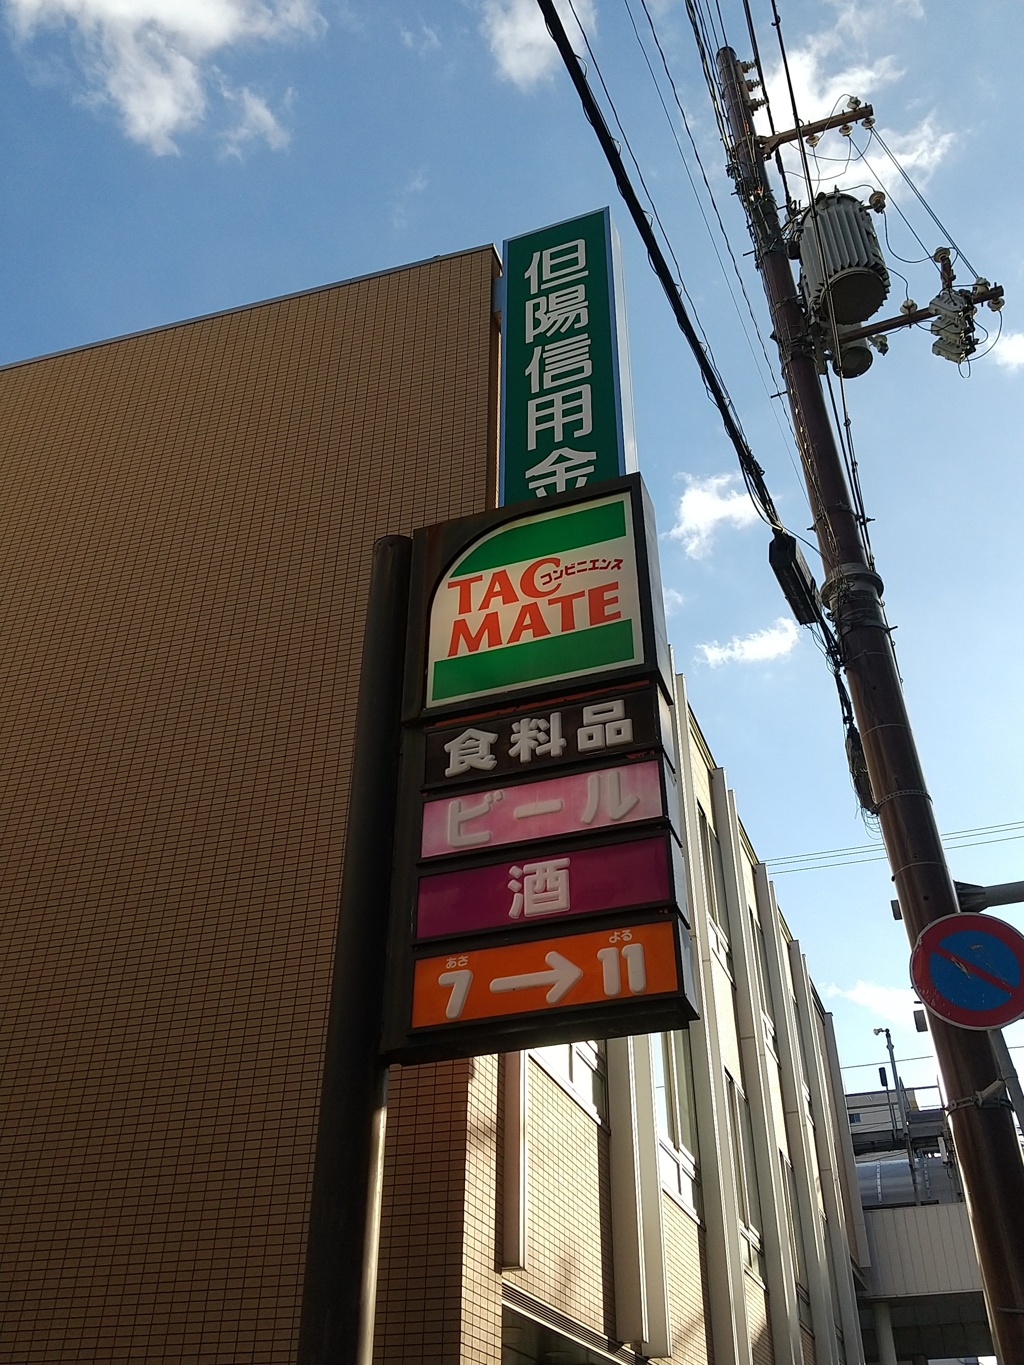 但陽信用金
TAC コンビニエンス
MATE
食料品
ビール
酒
あさ よる
7→11